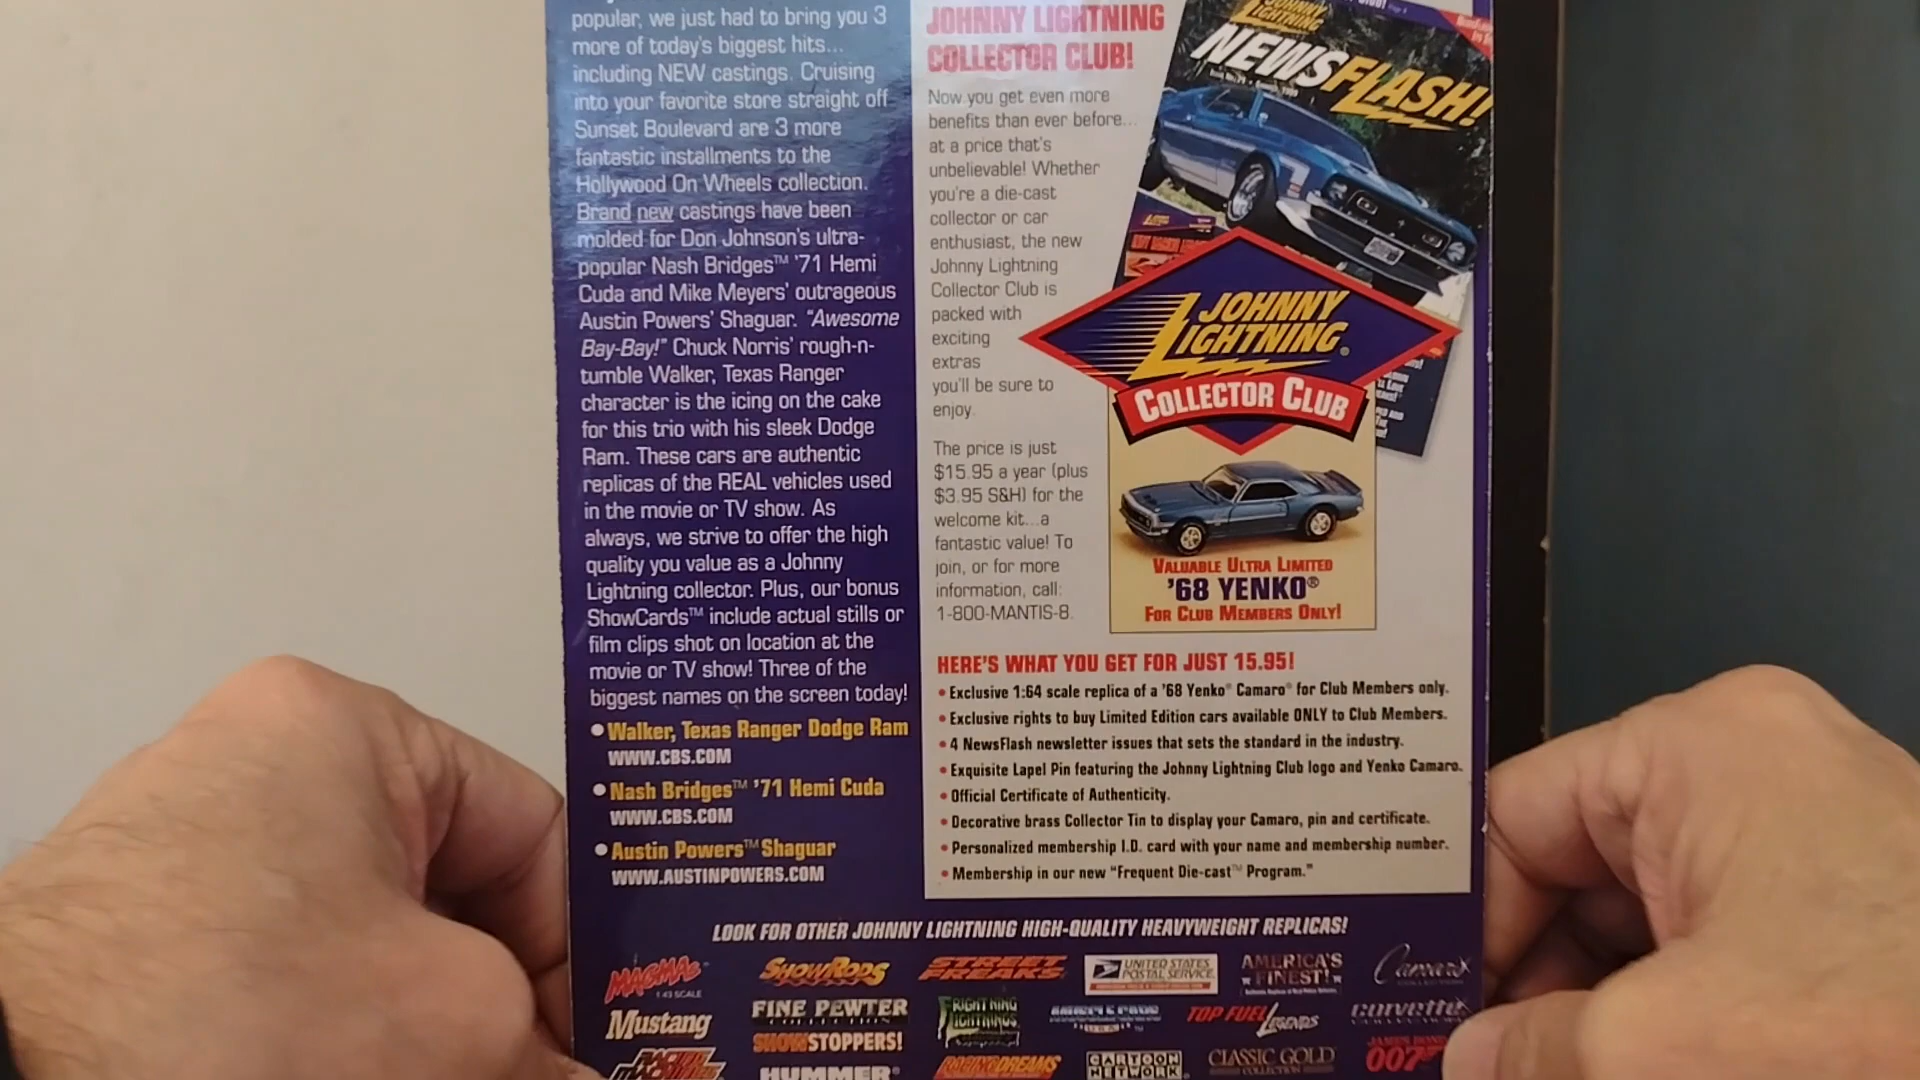 popular, we just had to bring you 3
more of today's biggest hits...
including NEW castings. Cruising
into your favorite store straight off
Sunset Boulevard are 3 more
fantastic installments to the
Hollywood On Wheels collection.
Brand new castings have been
molded for Don Johnson's ultra-
popular Nash Bridges™ '71 Hemi
Cuda and Mike Meyers' outrageous
Austin Powers' Shaguar. "Awesome
Bay-Bay!" Chuck Norris' rough-n-
tumble Walker, Texas Ranger
character is the icing on the cake
for this trio with his sleek Dodge
Ram. These cars are authentic
replicas of the REAL vehicles used
in the movie or TV show. As
always, we strive to offer the high
quality you value as a Johnny
Lightning collector. Plus, our bonus
ShowCards™ include actual stills or
film clips shot on location at the
movie or TV show! Three of the
biggest names on the screen today!
• Walker, Texas Ranger Dodge Ram
WWW.CBS.COM
• Nash Bridges™ '71 Hemi Cuda
WWW.CBS.COM
• Austin Powers™ Shaguar
WWW.AUSTINPOWERS.COM
JOHNNY LIGHTNING
COLLECTOR CLUB!
Now you get even more
benefits than ever before...
at a price that's
unbelievable! Whether
you're a die-cast
collector or car
enthusiast, the new
Johnny Lightning
Collector Club is
packed with
exciting
extras
you'll be sure to
enjoy.
The price is just
$15.95 a year (plus
$3.95 S&H) for the
welcome kit...a
fantastic value! To
join, or for more
information, call:
1-800-MANTIS-8.
LIGHTNING
NEWSFLASH!
JOHNNY
LIGHTNING®
COLLECTOR CLUB
VALUABLE ULTRA LIMITED
'68 YENKO®
FOR CLUB MEMBERS ONLY!
HERE'S WHAT YOU GET FOR JUST 15.95!
• Exclusive 1:64 scale replica of a '68 Yenko® Camaro® for Club Members only.
• Exclusive rights to buy Limited Edition cars available ONLY to Club Members.
• 4 NewsFlash newsletter issues that sets the standard in the industry.
• Exquisite Lapel Pin featuring the Johnny Lightning Club logo and Yenko Camaro.
• Official Certificate of Authenticity.
• Decorative brass Collector Tin to display your Camaro, pin and certificate.
• Personalized membership I.D. card with your name and membership number.
• Membership in our new "Frequent Die-cast™ Program."
LOOK FOR OTHER JOHNNY LIGHTNING HIGH-QUALITY HEAVYWEIGHT REPLICAS!
MAGMAS™ SHOWRODS STREET FREAKS UNITED STATES POSTAL SERVICE AMERICA'S FINEST! Camaro
1:43 SCALE
Mustang FINE PEWTER COLLECTION FRIGHTNING LIGHTNINGS TOP FUEL LEGENDS corvette
SHOWSTOPPERS!
HUMMER® RACING DREAMS CARTOON NETWORK CLASSIC GOLD COLLECTION JAMES BOND 007